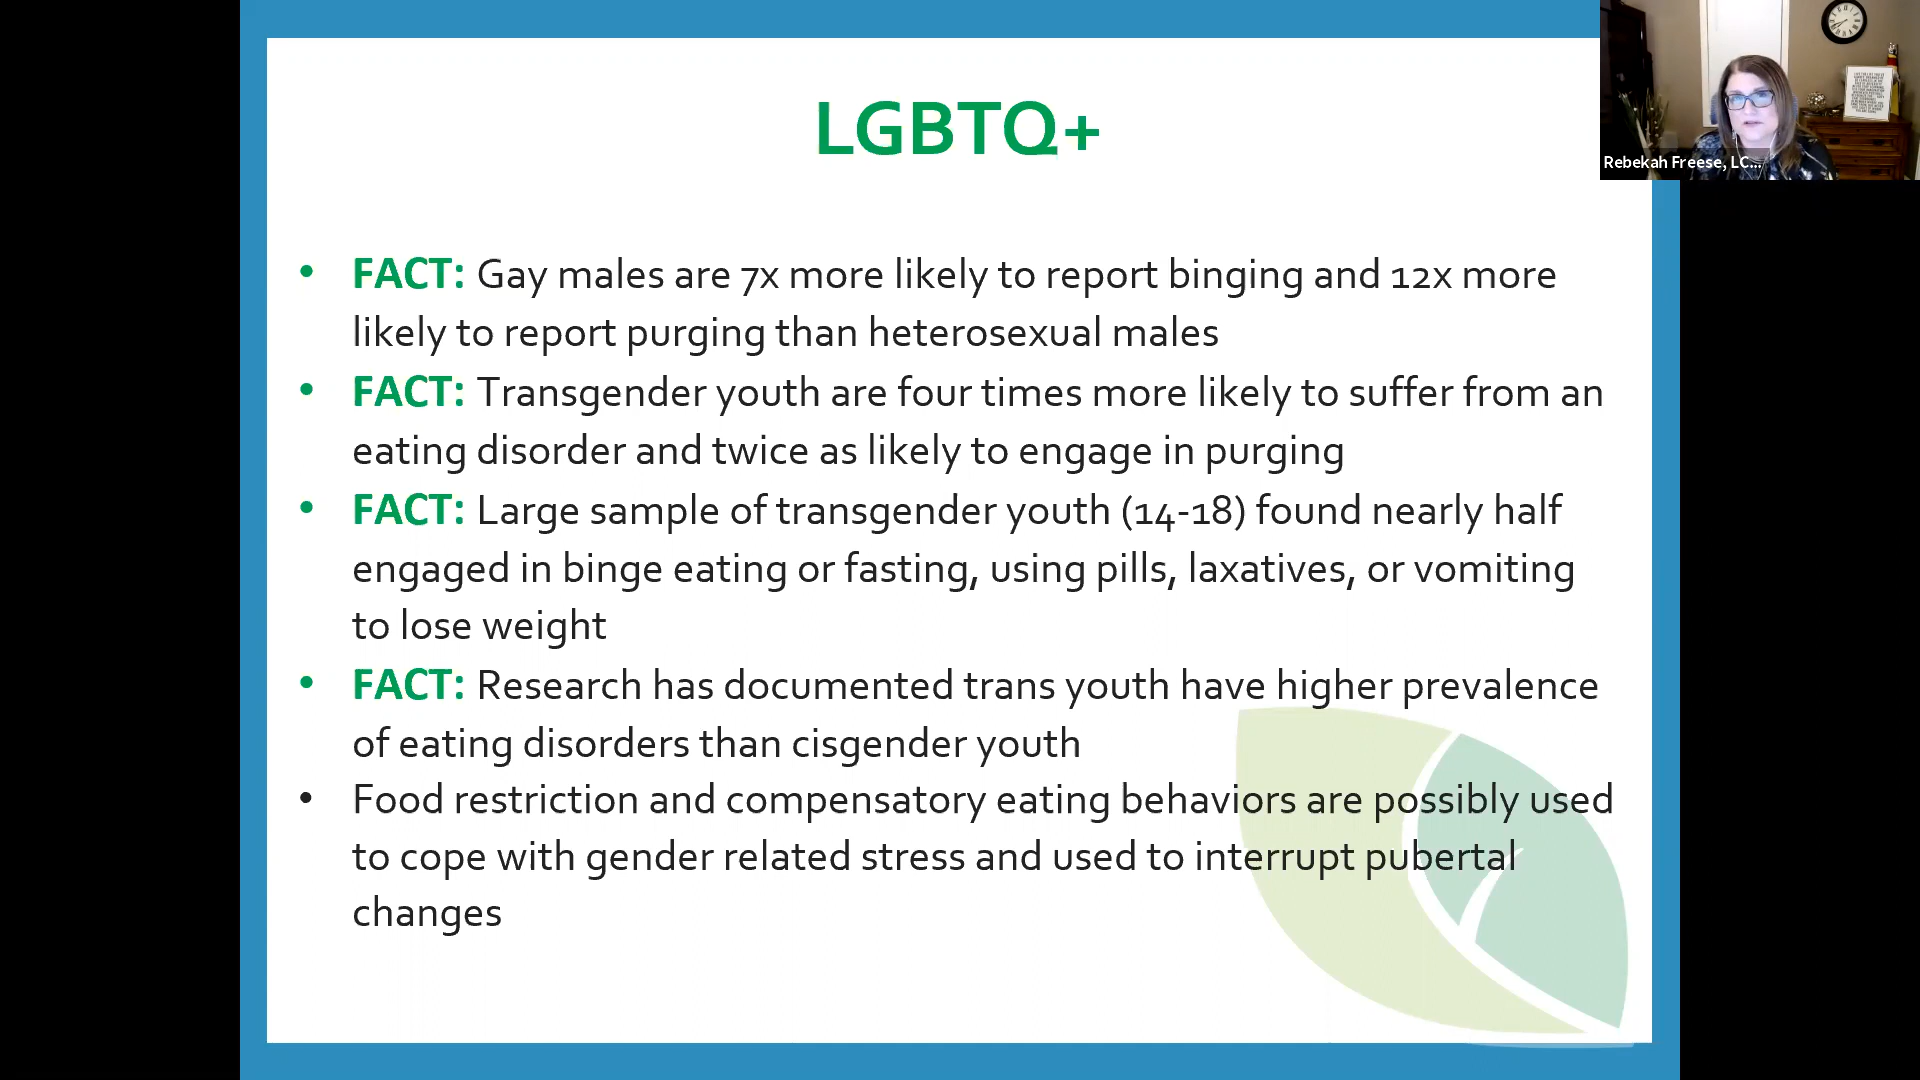 LGBTQ+
Rebekah Freese, LC...
• FACT: Gay males are 7x more likely to report binging and 12x more
likely to report purging than heterosexual males
• FACT: Transgender youth are four times more likely to suffer from an
eating disorder and twice as likely to engage in purging
• FACT: Large sample of transgender youth (14-18) found nearly half
engaged in binge eating or fasting, using pills, laxatives, or vomiting
to lose weight
• FACT: Research has documented trans youth have higher prevalence
of eating disorders than cisgender youth
• Food restriction and compensatory eating behaviors are possibly used
to cope with gender related stress and used to interrupt pubertal
changes